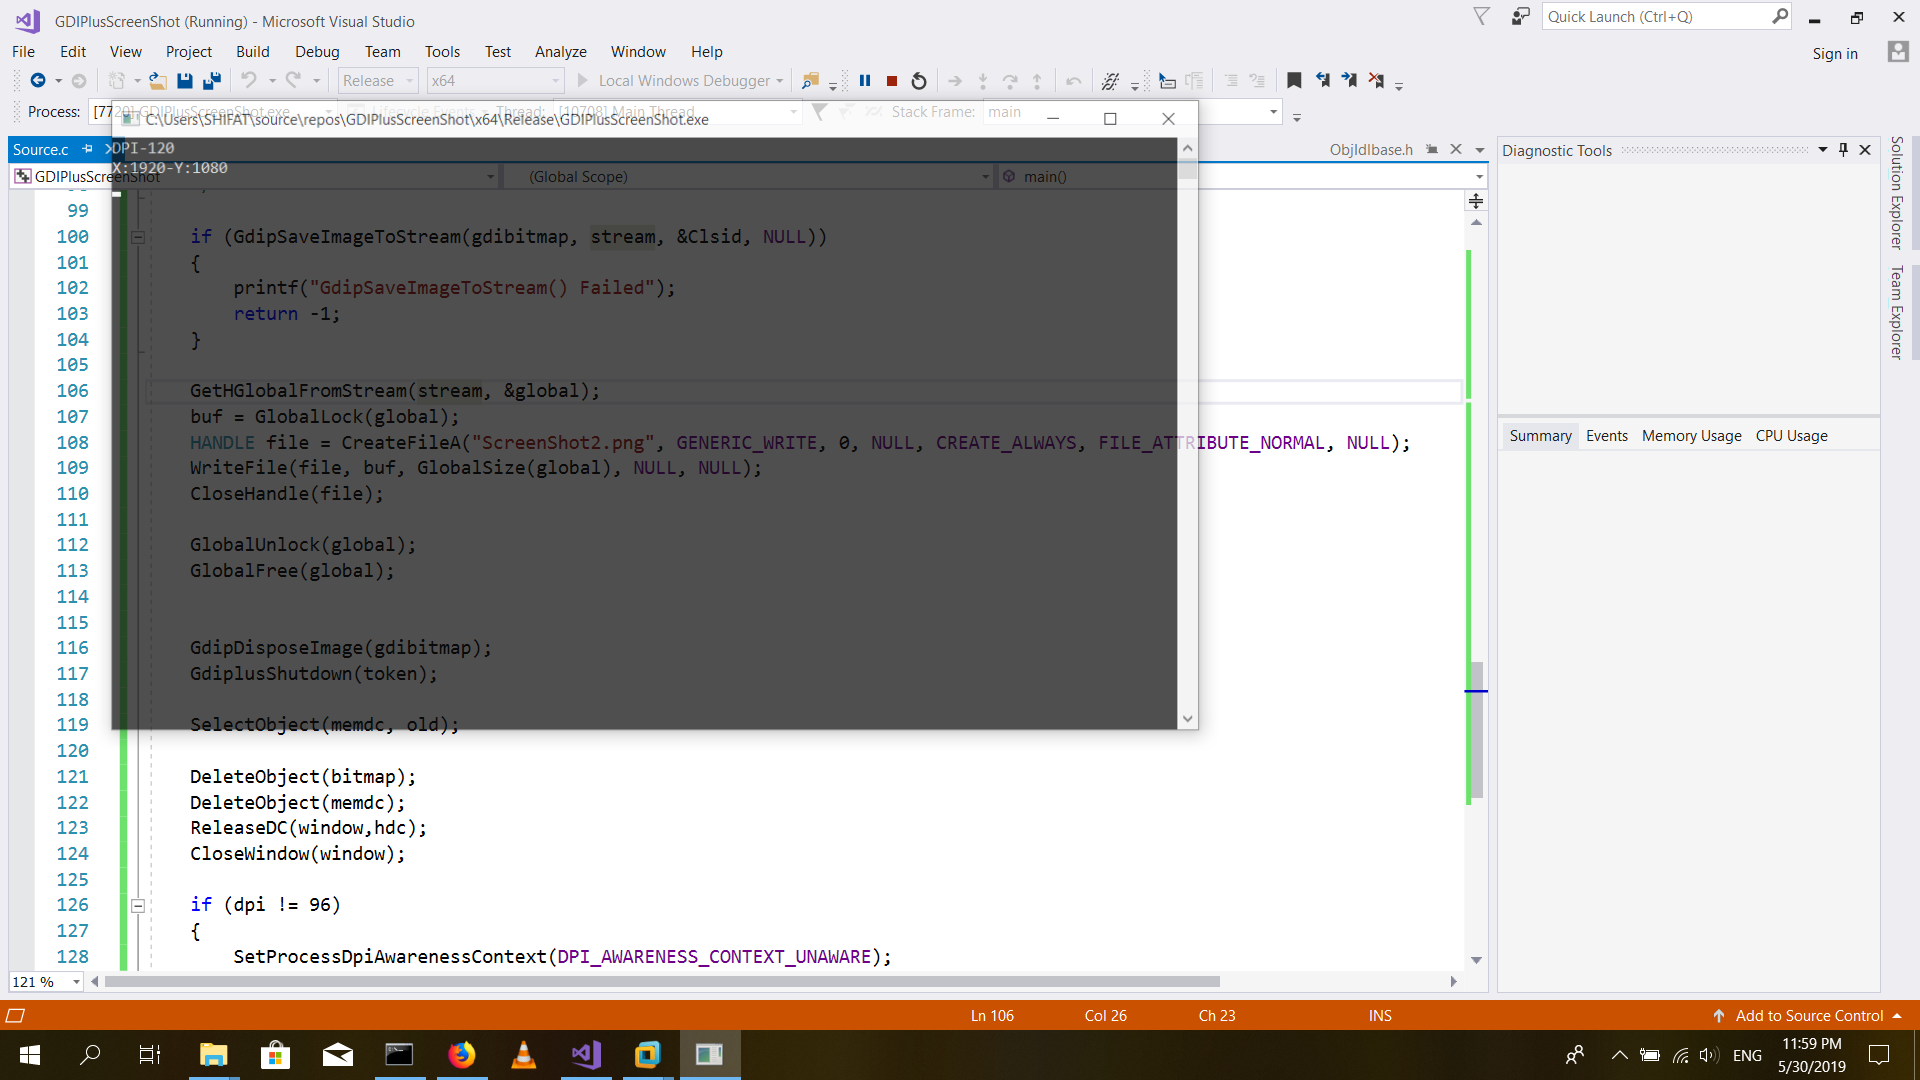 GDIPlusScreenShot (Running) - Microsoft Visual Studio
Quick Launch (Ctrl+Q)
File Edit View Project Build Debug Team Tools Test Analyze Window Help
Sign in
Release x64 Local Windows Debugger
Process: [7720] GDIPlusScreenShot.exe Lifecycle Events Thread: [10708] Main Thread Stack Frame: main
C:\Users\SHIFAT\source\repos\GDIPlusScreenShot\x64\Release\GDIPlusScreenShot.exe
DPI-120
X:1920-Y:1080
Source.c
ObjIdlbase.h
GDIPlusScreenShot (Global Scope) main()
99
100 if (GdipSaveImageToStream(gdibitmap, stream, &Clsid, NULL))
101 {
102 printf("GdipSaveImageToStream() Failed");
103 return -1;
104 }
105
106 GetHGlobalFromStream(stream, &global);
107 buf = GlobalLock(global);
108 HANDLE file = CreateFileA("ScreenShot2.png", GENERIC_WRITE, 0, NULL, CREATE_ALWAYS, FILE_ATTRIBUTE_NORMAL, NULL);
109 WriteFile(file, buf, GlobalSize(global), NULL, NULL);
110 CloseHandle(file);
111
112 GlobalUnlock(global);
113 GlobalFree(global);
114
115
116 GdipDisposeImage(gdibitmap);
117 GdiplusShutdown(token);
118
119 SelectObject(memdc, old);
120
121 DeleteObject(bitmap);
122 DeleteObject(memdc);
123 ReleaseDC(window,hdc);
124 CloseWindow(window);
125
126 if (dpi != 96)
127 {
128 SetProcessDpiAwarenessContext(DPI_AWARENESS_CONTEXT_UNAWARE);
121 %
Diagnostic Tools
Summary Events Memory Usage CPU Usage
Solution Explorer
Team Explorer
Ln 106 Col 26 Ch 23 INS Add to Source Control
ENG
11:59 PM
5/30/2019